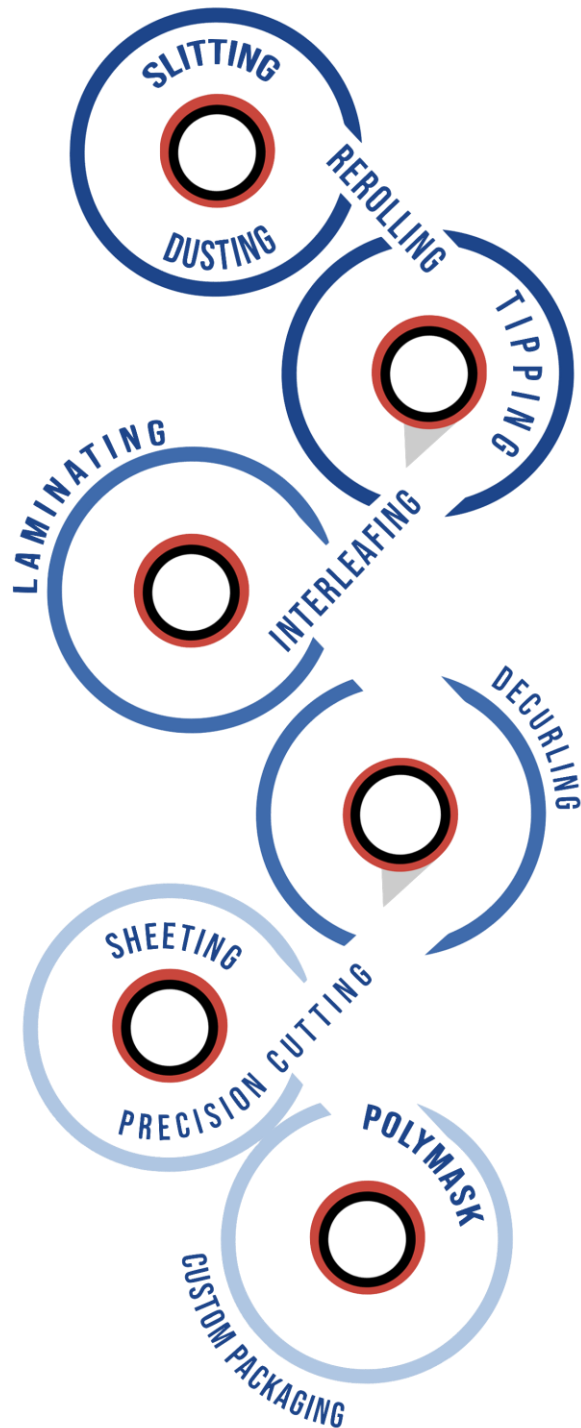 SLITTING
DUSTING
REROLLING
TIPPING
LAMINATING
INTERLEAFING
DECURLING
SHEETING
PRECISION CUTTING
POLYMASK
CUSTOM PACKAGING